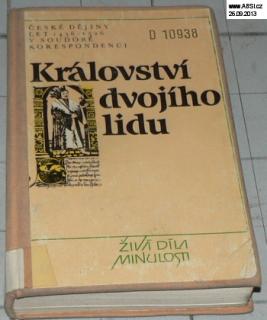 www.ABSI.cz
26.09.2013
ČESKÉ DĚJINY
LET 1436–1526
V SOUDOBÉ
KORESPONDENCI
D 10938
Království
dvojího
lidu
ŽIVÁ DÍLA
MINULOSTI